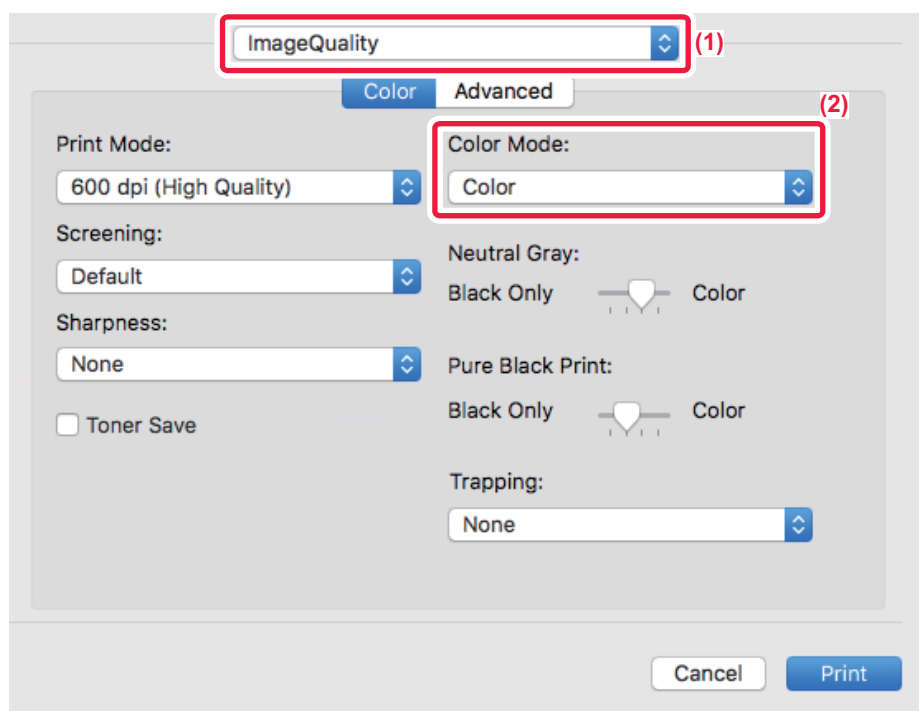 ImageQuality
(1)
Color
Advanced
(2)
Print Mode:
600 dpi (High Quality)
Screening:
Default
Sharpness:
None
Toner Save
Color Mode:
Color
Neutral Gray:
Black Only Color
Pure Black Print:
Black Only Color
Trapping:
None
Cancel
Print